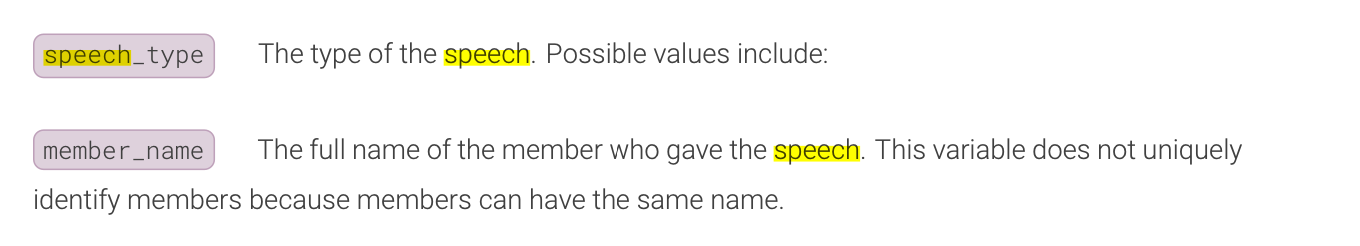 speech_type The type of the speech. Possible values include:
member_name The full name of the member who gave the speech. This variable does not uniquely
identify members because members can have the same name.